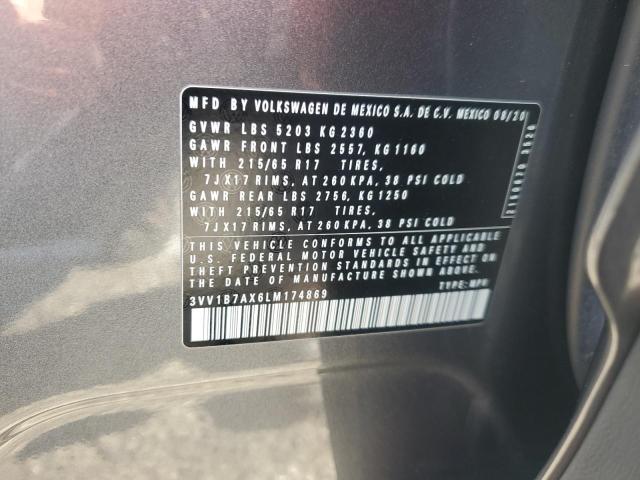 MFD BY VOLKSWAGEN DE MEXICO S.A. DE C.V. MEXICO 06/20
GVWR LBS 5203 KG 2360
GAWR FRONT LBS 2557, KG 1160
WITH 215/65 R17 TIRES,
7JX17 RIMS, AT 260 KPA, 38 PSI COLD
GAWR REAR LBS 2756, KG 1250
WITH 215/65 R17 TIRES,
7JX17 RIMS, AT 260 KPA, 38 PSI COLD
THIS VEHICLE CONFORMS TO ALL APPLICABLE
U.S. FEDERAL MOTOR VEHICLE SAFETY AND
THEFT PREVENTION STANDARDS IN EFFECT ON
THE DATE OF MANUFACTURE SHOWN ABOVE.
3VV1B7AX6LM174869 TYPE: MPV